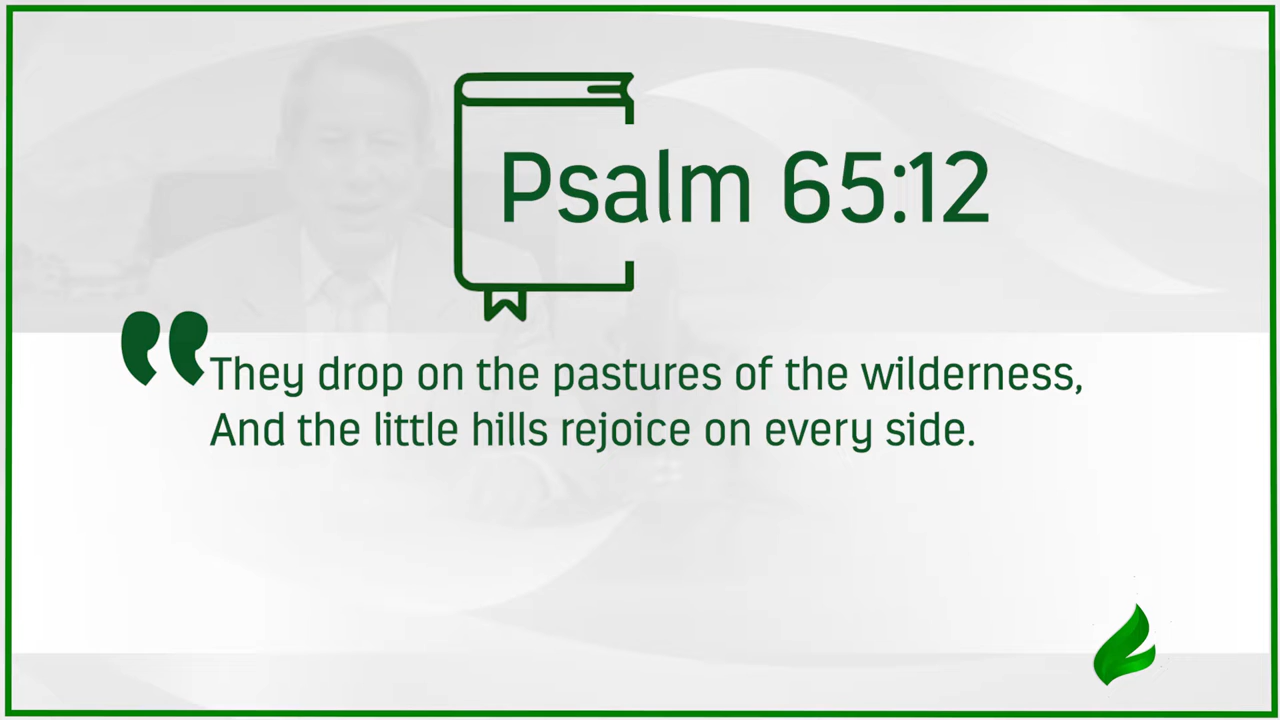 Psalm 65:12
“They drop on the pastures of the wilderness,
And the little hills rejoice on every side.